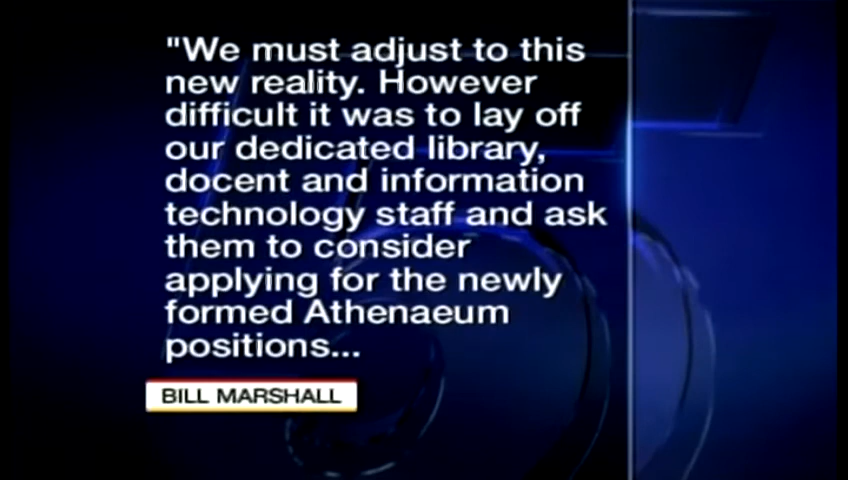 "We must adjust to this
new reality. However
difficult it was to lay off
our dedicated library,
docent and information
technology staff and ask
them to consider
applying for the newly
formed Athenaeum
positions...
BILL MARSHALL